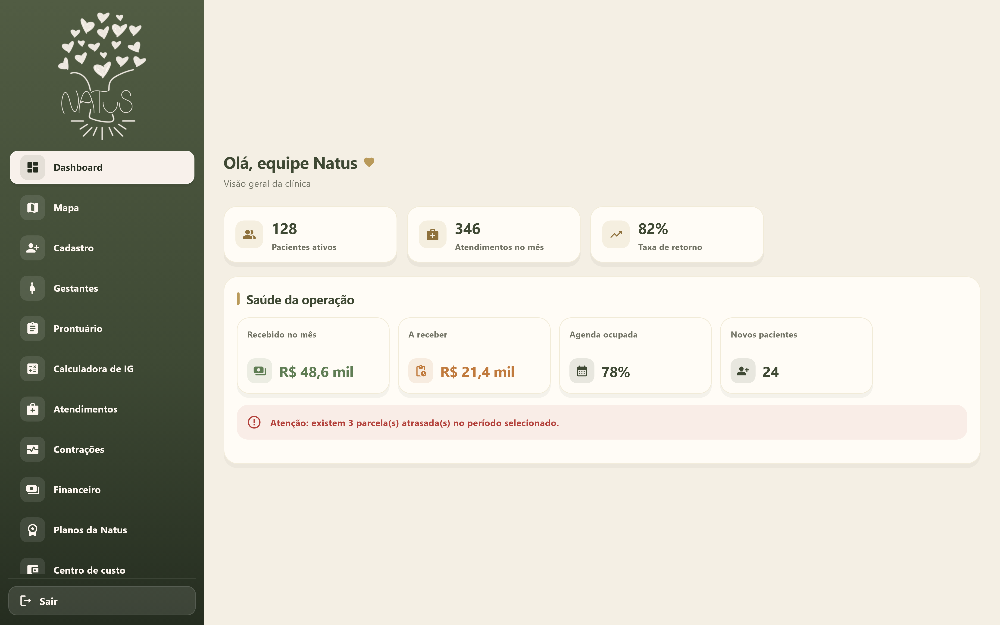 NATUS
Dashboard
Mapa
Cadastro
Gestantes
Prontuário
Calculadora de IG
Atendimentos
Contrações
Financeiro
Planos da Natus
Centro de custo
Sair
Olá, equipe Natus
Visão geral da clínica
128
Pacientes ativos
346
Atendimentos no mês
82%
Taxa de retorno
Saúde da operação
Recebido no mês
R$ 48,6 mil
A receber
R$ 21,4 mil
Agenda ocupada
78%
Novos pacientes
24
Atenção: existem 3 parcela(s) atrasada(s) no período selecionado.